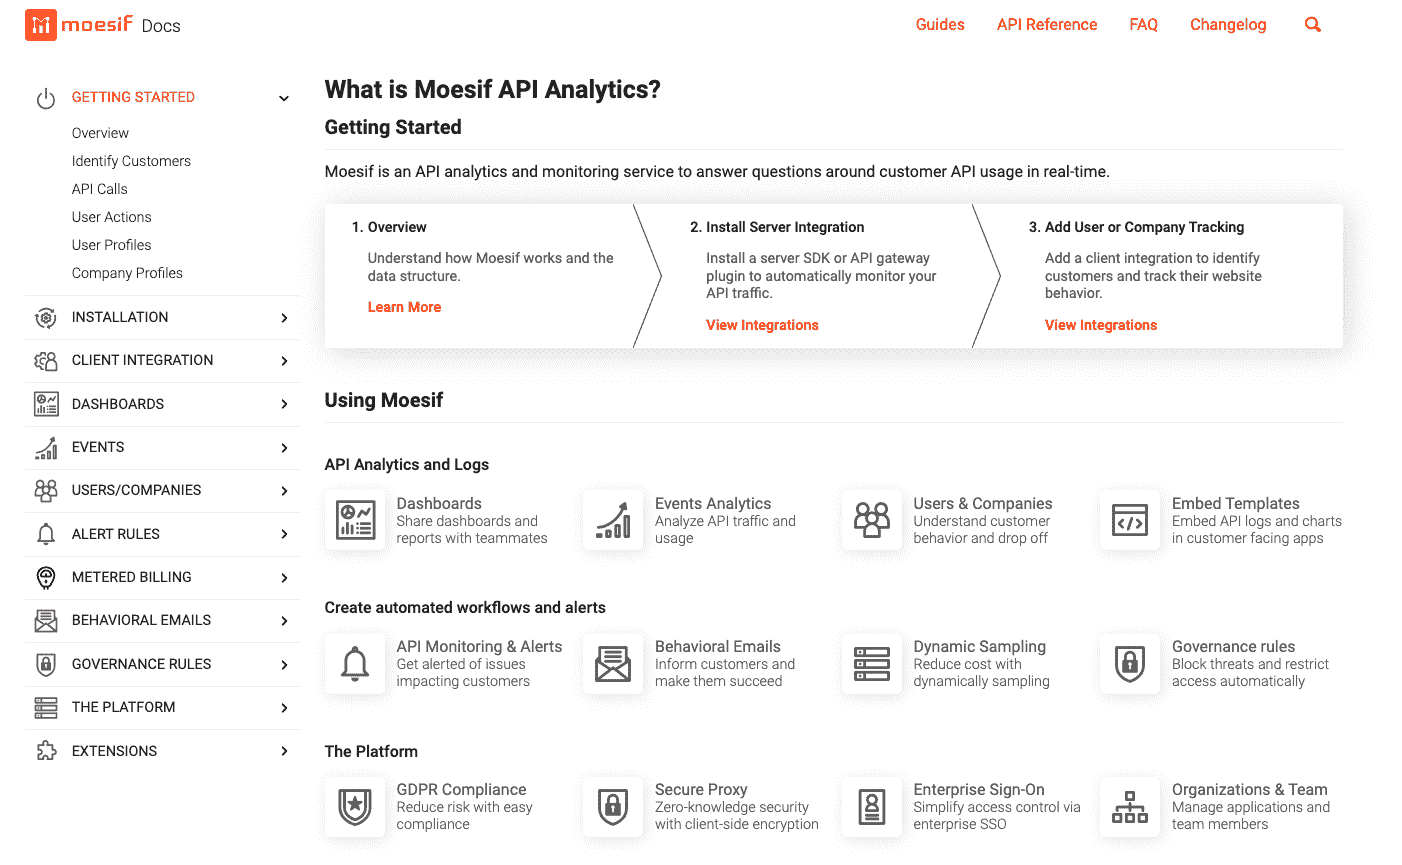 moesif Docs
Guides
API Reference
FAQ
Changelog
GETTING STARTED
Overview
Identify Customers
API Calls
User Actions
User Profiles
Company Profiles
INSTALLATION
CLIENT INTEGRATION
DASHBOARDS
EVENTS
USERS/COMPANIES
ALERT RULES
METERED BILLING
BEHAVIORAL EMAILS
GOVERNANCE RULES
THE PLATFORM
EXTENSIONS
What is Moesif API Analytics?
Getting Started
Moesif is an API analytics and monitoring service to answer questions around customer API usage in real-time.
1. Overview
Understand how Moesif works and the
data structure.
Learn More
2. Install Server Integration
Install a server SDK or API gateway
plugin to automatically monitor your
API traffic.
View Integrations
3. Add User or Company Tracking
Add a client integration to identify
customers and track their website
behavior.
View Integrations
Using Moesif
API Analytics and Logs
Dashboards
Share dashboards and
reports with teammates
Events Analytics
Analyze API traffic and
usage
Users & Companies
Understand customer
behavior and drop off
Embed Templates
Embed API logs and charts
in customer facing apps
Create automated workflows and alerts
API Monitoring & Alerts
Get alerted of issues
impacting customers
Behavioral Emails
Inform customers and
make them succeed
Dynamic Sampling
Reduce cost with
dynamically sampling
Governance rules
Block threats and restrict
access automatically
The Platform
GDPR Compliance
Reduce risk with easy
compliance
Secure Proxy
Zero-knowledge security
with client-side encryption
Enterprise Sign-On
Simplify access control via
enterprise SSO
Organizations & Team
Manage applications and
team members